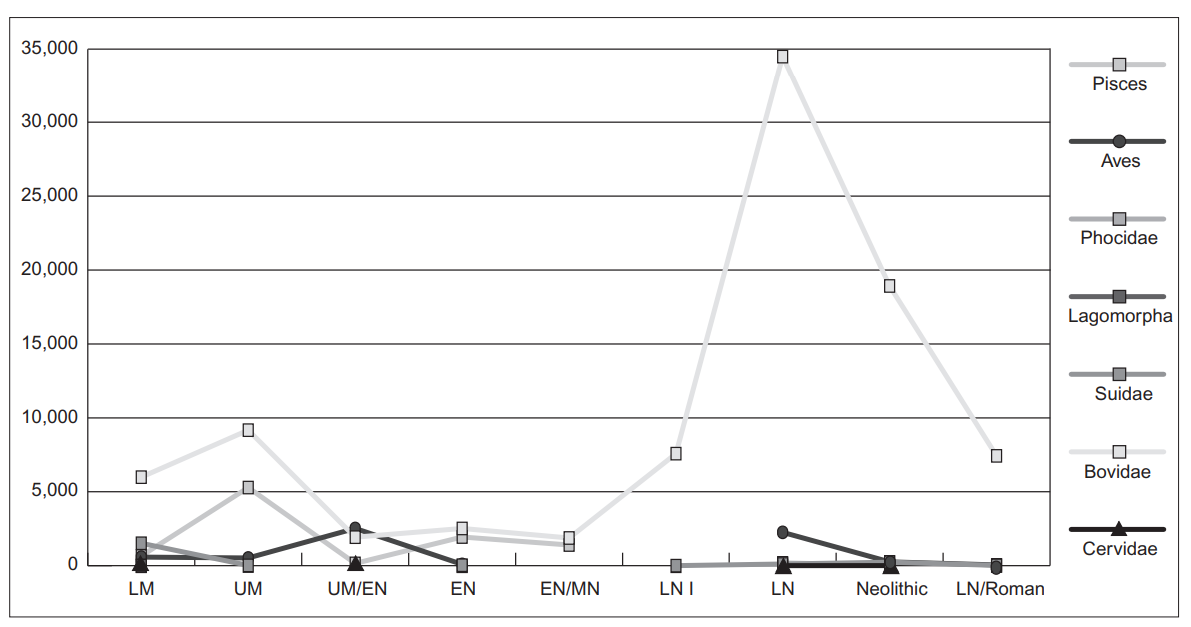 35,000
30,000
25,000
20,000
15,000
10,000
5,000
0
LM UM UM/EN EN EN/MN LN I LN Neolithic LN/Roman
Pisces
Aves
Phocidae
Lagomorpha
Suidae
Bovidae
Cervidae